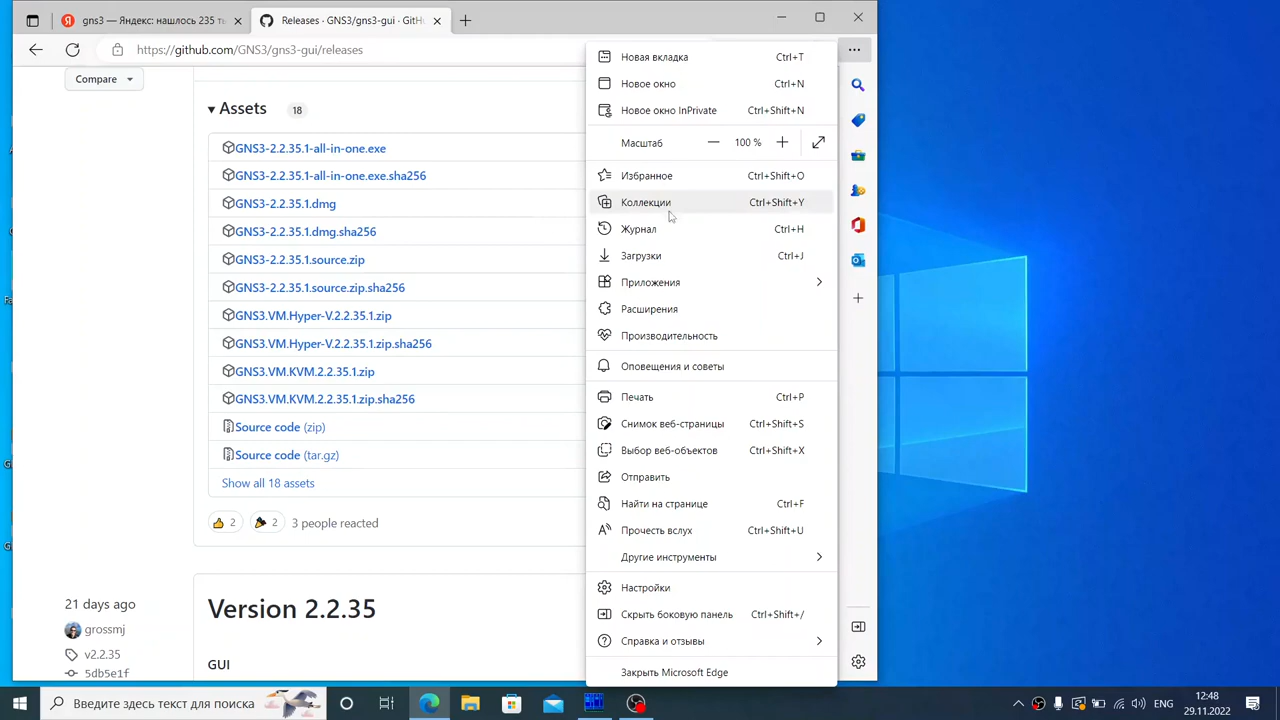 gns3 — Яндекс: нашлось 235 т
Releases · GNS3/gns3-gui · GitHu
https://github.com/GNS3/gns3-gui/releases
Compare
Assets 18
GNS3-2.2.35.1-all-in-one.exe
GNS3-2.2.35.1-all-in-one.exe.sha256
GNS3-2.2.35.1.dmg
GNS3-2.2.35.1.dmg.sha256
GNS3-2.2.35.1.source.zip
GNS3-2.2.35.1.source.zip.sha256
GNS3.VM.Hyper-V.2.2.35.1.zip
GNS3.VM.Hyper-V.2.2.35.1.zip.sha256
GNS3.VM.KVM.2.2.35.1.zip
GNS3.VM.KVM.2.2.35.1.zip.sha256
Source code (zip)
Source code (tar.gz)
Show all 18 assets
2 2 3 people reacted
21 days ago
grossmj
v2.2.35
5db5e1f
Version 2.2.35
GUI
Новая вкладка Ctrl+T
Новое окно Ctrl+N
Новое окно InPrivate Ctrl+Shift+N
Масштаб — 100 % +
Избранное Ctrl+Shift+O
Коллекции Ctrl+Shift+Y
Журнал Ctrl+H
Загрузки Ctrl+J
Приложения
Расширения
Производительность
Оповещения и советы
Печать Ctrl+P
Снимок веб-страницы Ctrl+Shift+S
Выбор веб-объектов Ctrl+Shift+X
Отправить
Найти на странице Ctrl+F
Прочесть вслух Ctrl+Shift+U
Другие инструменты
Настройки
Скрыть боковую панель Ctrl+Shift+/
Справка и отзывы
Закрыть Microsoft Edge
Введите здесь текст для поиска
ENG
12:48
29.11.2022